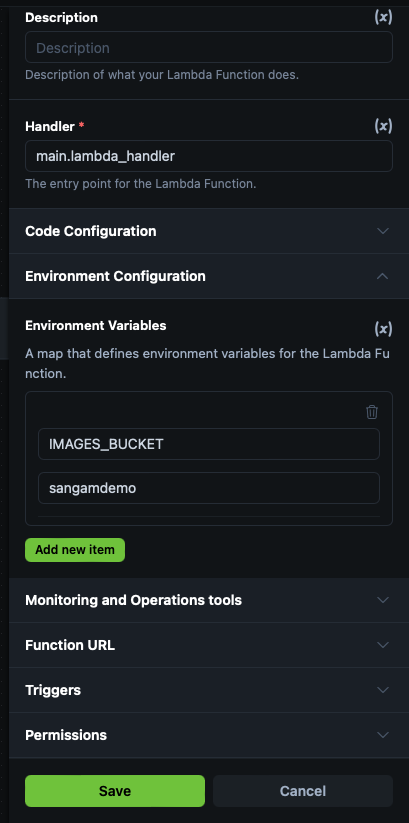 Description
(x)
Description
Description of what your Lambda Function does.
Handler *
(x)
main.lambda_handler
The entry point for the Lambda Function.
Code Configuration
Environment Configuration
Environment Variables
(x)
A map that defines environment variables for the Lambda Fu
nction.
IMAGES_BUCKET
sangamdemo
Add new item
Monitoring and Operations tools
Function URL
Triggers
Permissions
Save
Cancel